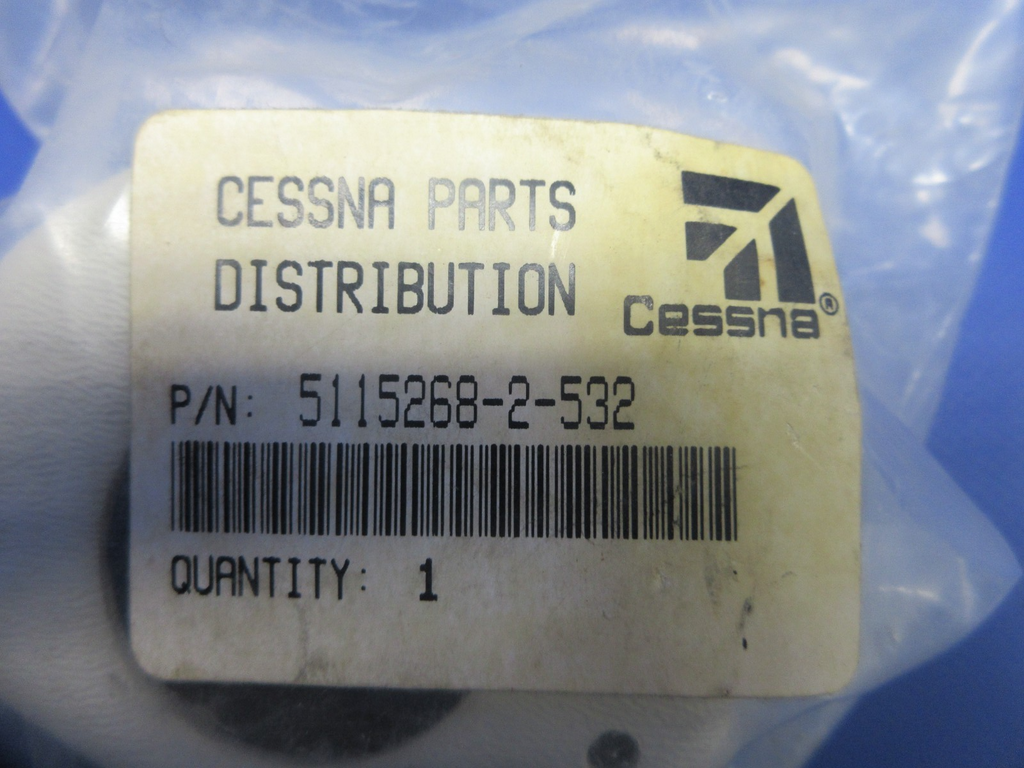 CESSNA PARTS
DISTRIBUTION
Cessna®
P/N: 5115268-2-532
QUANTITY: 1